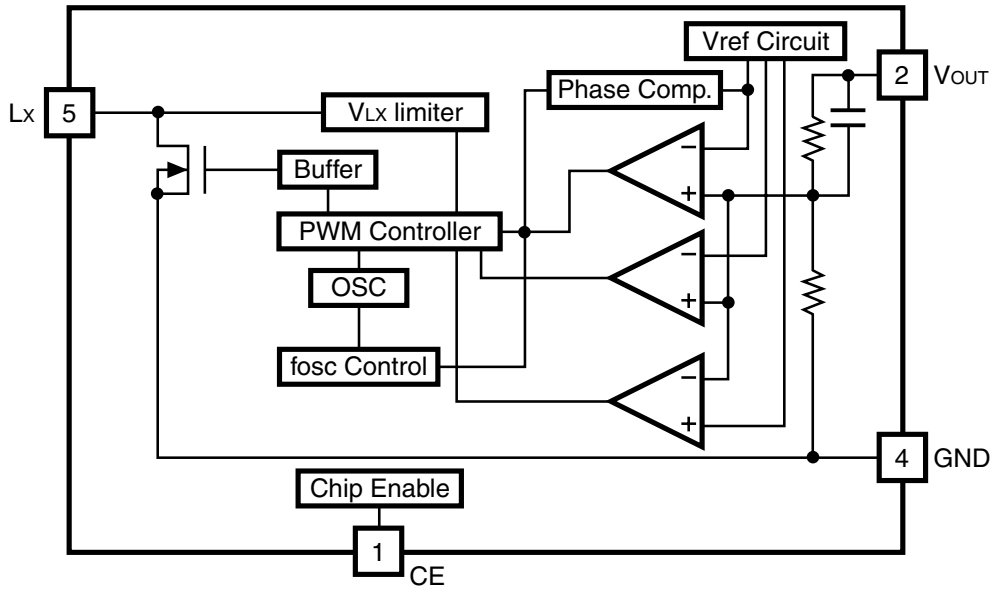 Vref Circuit
2 VOUT
Phase Comp.
LX 5
VLX limiter
−
Buffer
+
PWM Controller
−
OSC
+
fosc Control
−
+
4 GND
Chip Enable
1
CE